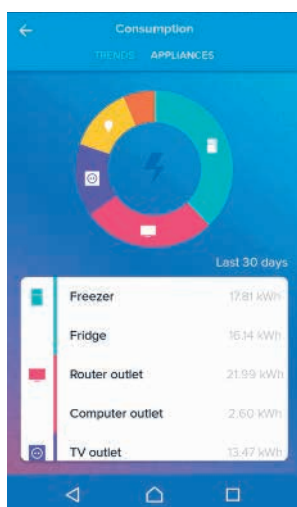 Consumption
TRENDS APPLIANCES
Last 30 days
Freezer 17.81 kWh
Fridge 16.14 kWh
Router outlet 21.99 kWh
Computer outlet 2.60 kWh
TV outlet 13.47 kWh